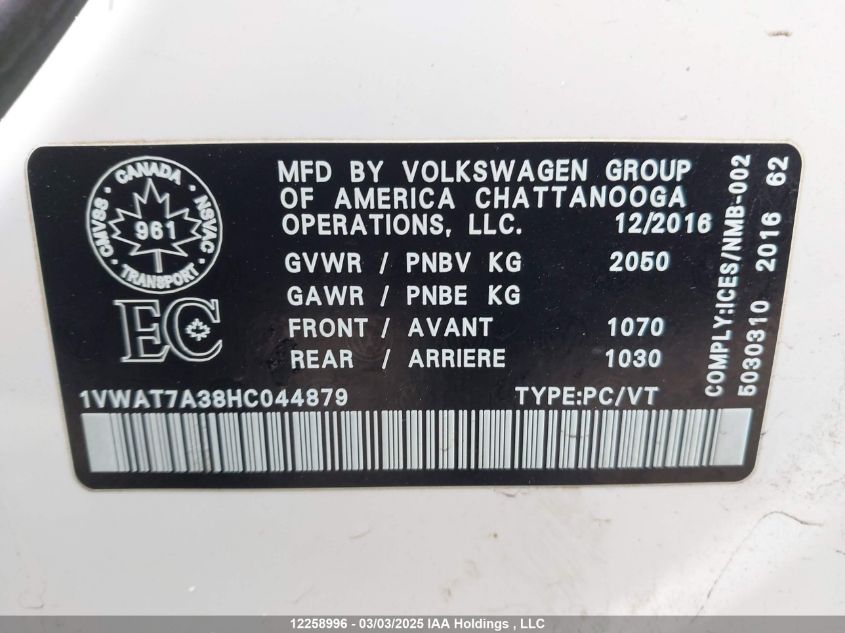 CANADA
CMVSS
NSVAC
961
TRANSPORT
EC
MFD BY VOLKSWAGEN GROUP
OF AMERICA CHATTANOOGA
OPERATIONS, LLC. 12/2016
GVWR / PNBV KG 2050
GAWR / PNBE KG
FRONT / AVANT 1070
REAR / ARRIERE 1030
1VWAT7A38HC044879 TYPE:PC/VT
COMPLY:ICES/NMB-002
5030310 2016 62
12258996 - 03/03/2025 IAA Holdings , LLC